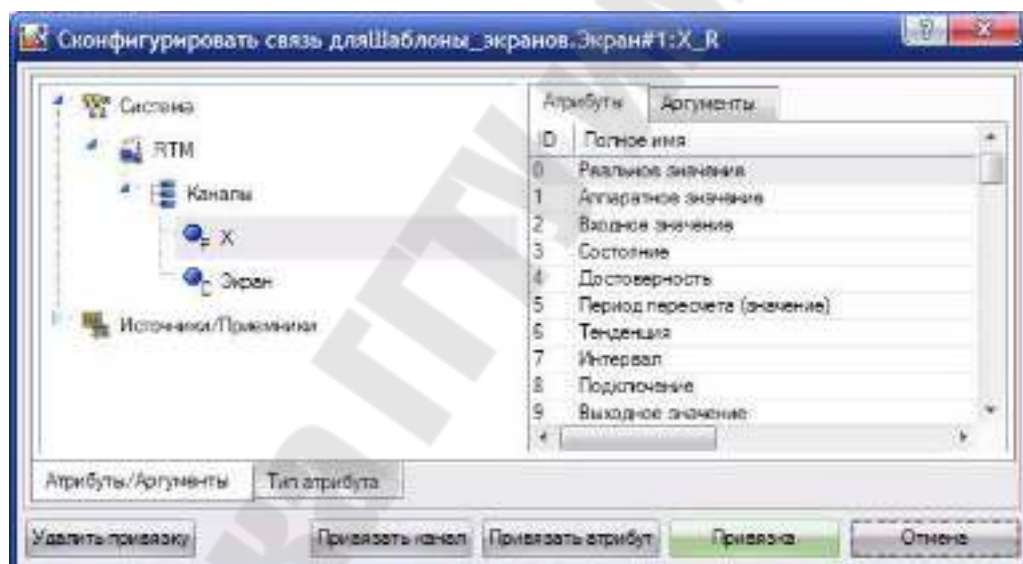 Сконфигурировать связь дляШаблоны_экранов.Экран#1:X_R
Система
RTM
Каналы
X
Экран
Источники/Приемники
Атрибуты Аргументы
ID Полное имя
0 Реальное значение
1 Аппаратное значение
2 Входное значение
3 Состояние
4 Достоверность
5 Период пересчета (значение)
6 Тенденция
7 Интервал
8 Подключение
9 Выходное значение
Атрибуты/Аргументы Тип атрибута
Удалить привязку Привязать канал Привязать атрибут Привязка Отмена